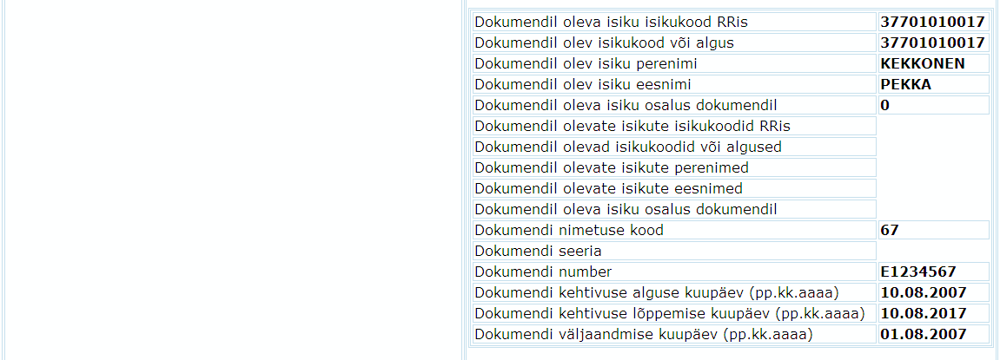 Dokumendil oleva isiku isikukood RRis 37701010017
Dokumendil olev isikukood või algus 37701010017
Dokumendil olev isiku perenimi KEKKONEN
Dokumendil olev isiku eesnimi PEKKA
Dokumendil oleva isiku osalus dokumendil 0
Dokumendil olevate isikute isikukoodid RRis
Dokumendil olevad isikukoodid või algused
Dokumendil olevate isikute perenimed
Dokumendil olevate isikute eesnimed
Dokumendil oleva isiku osalus dokumendil
Dokumendi nimetuse kood 67
Dokumendi seeria
Dokumendi number E1234567
Dokumendi kehtivuse alguse kuupäev (pp.kk.aaaa) 10.08.2007
Dokumendi kehtivuse lõppemise kuupäev (pp.kk.aaaa) 10.08.2017
Dokumendi väljaandmise kuupäev (pp.kk.aaaa) 01.08.2007